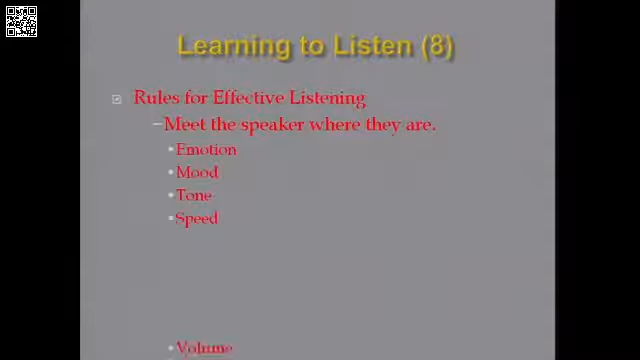 Learning to Listen (8)
Rules for Effective Listening
–Meet the speaker where they are.
Emotion
Mood
Tone
Speed
Volume